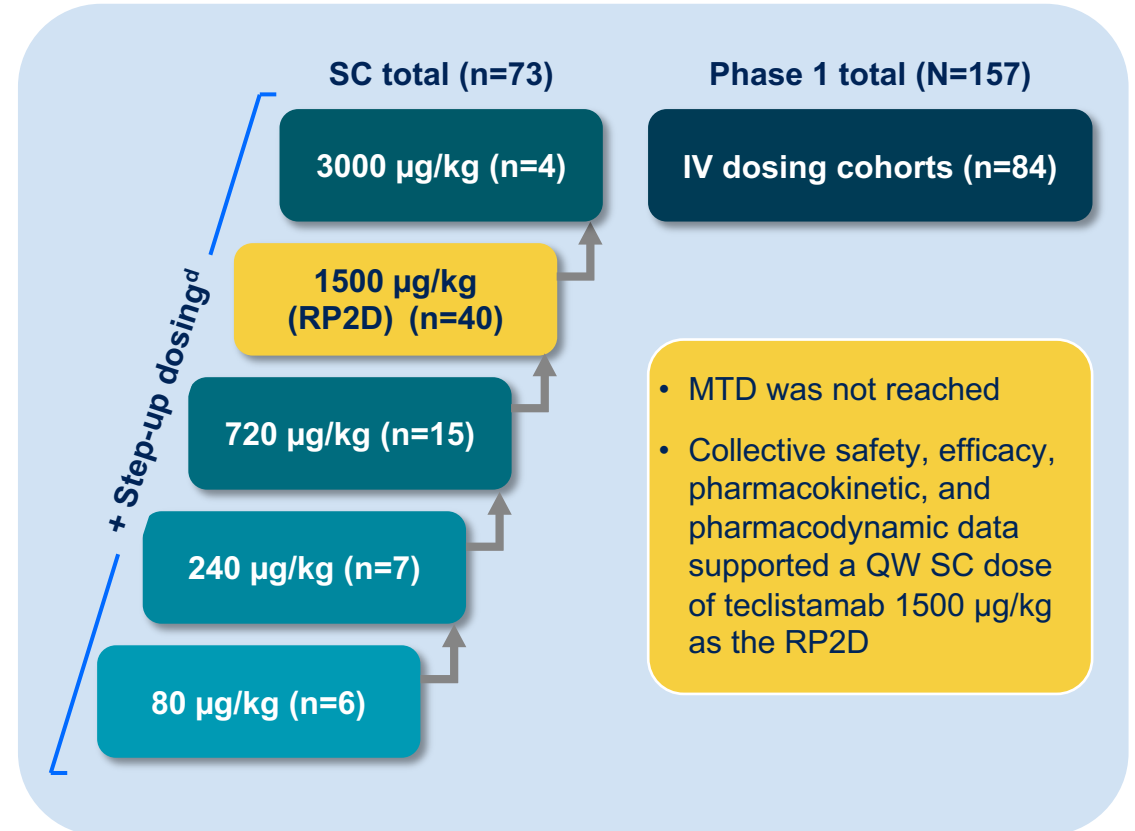 SC total (n=73)
Phase 1 total (N=157)
3000 µg/kg (n=4)
IV dosing cohorts (n=84)
+ Step-up dosingᵈ
1500 µg/kg
(RP2D) (n=40)
720 µg/kg (n=15)
240 µg/kg (n=7)
80 µg/kg (n=6)
• MTD was not reached
• Collective safety, efficacy,
pharmacokinetic, and
pharmacodynamic data
supported a QW SC dose
of teclistamab 1500 µg/kg
as the RP2D